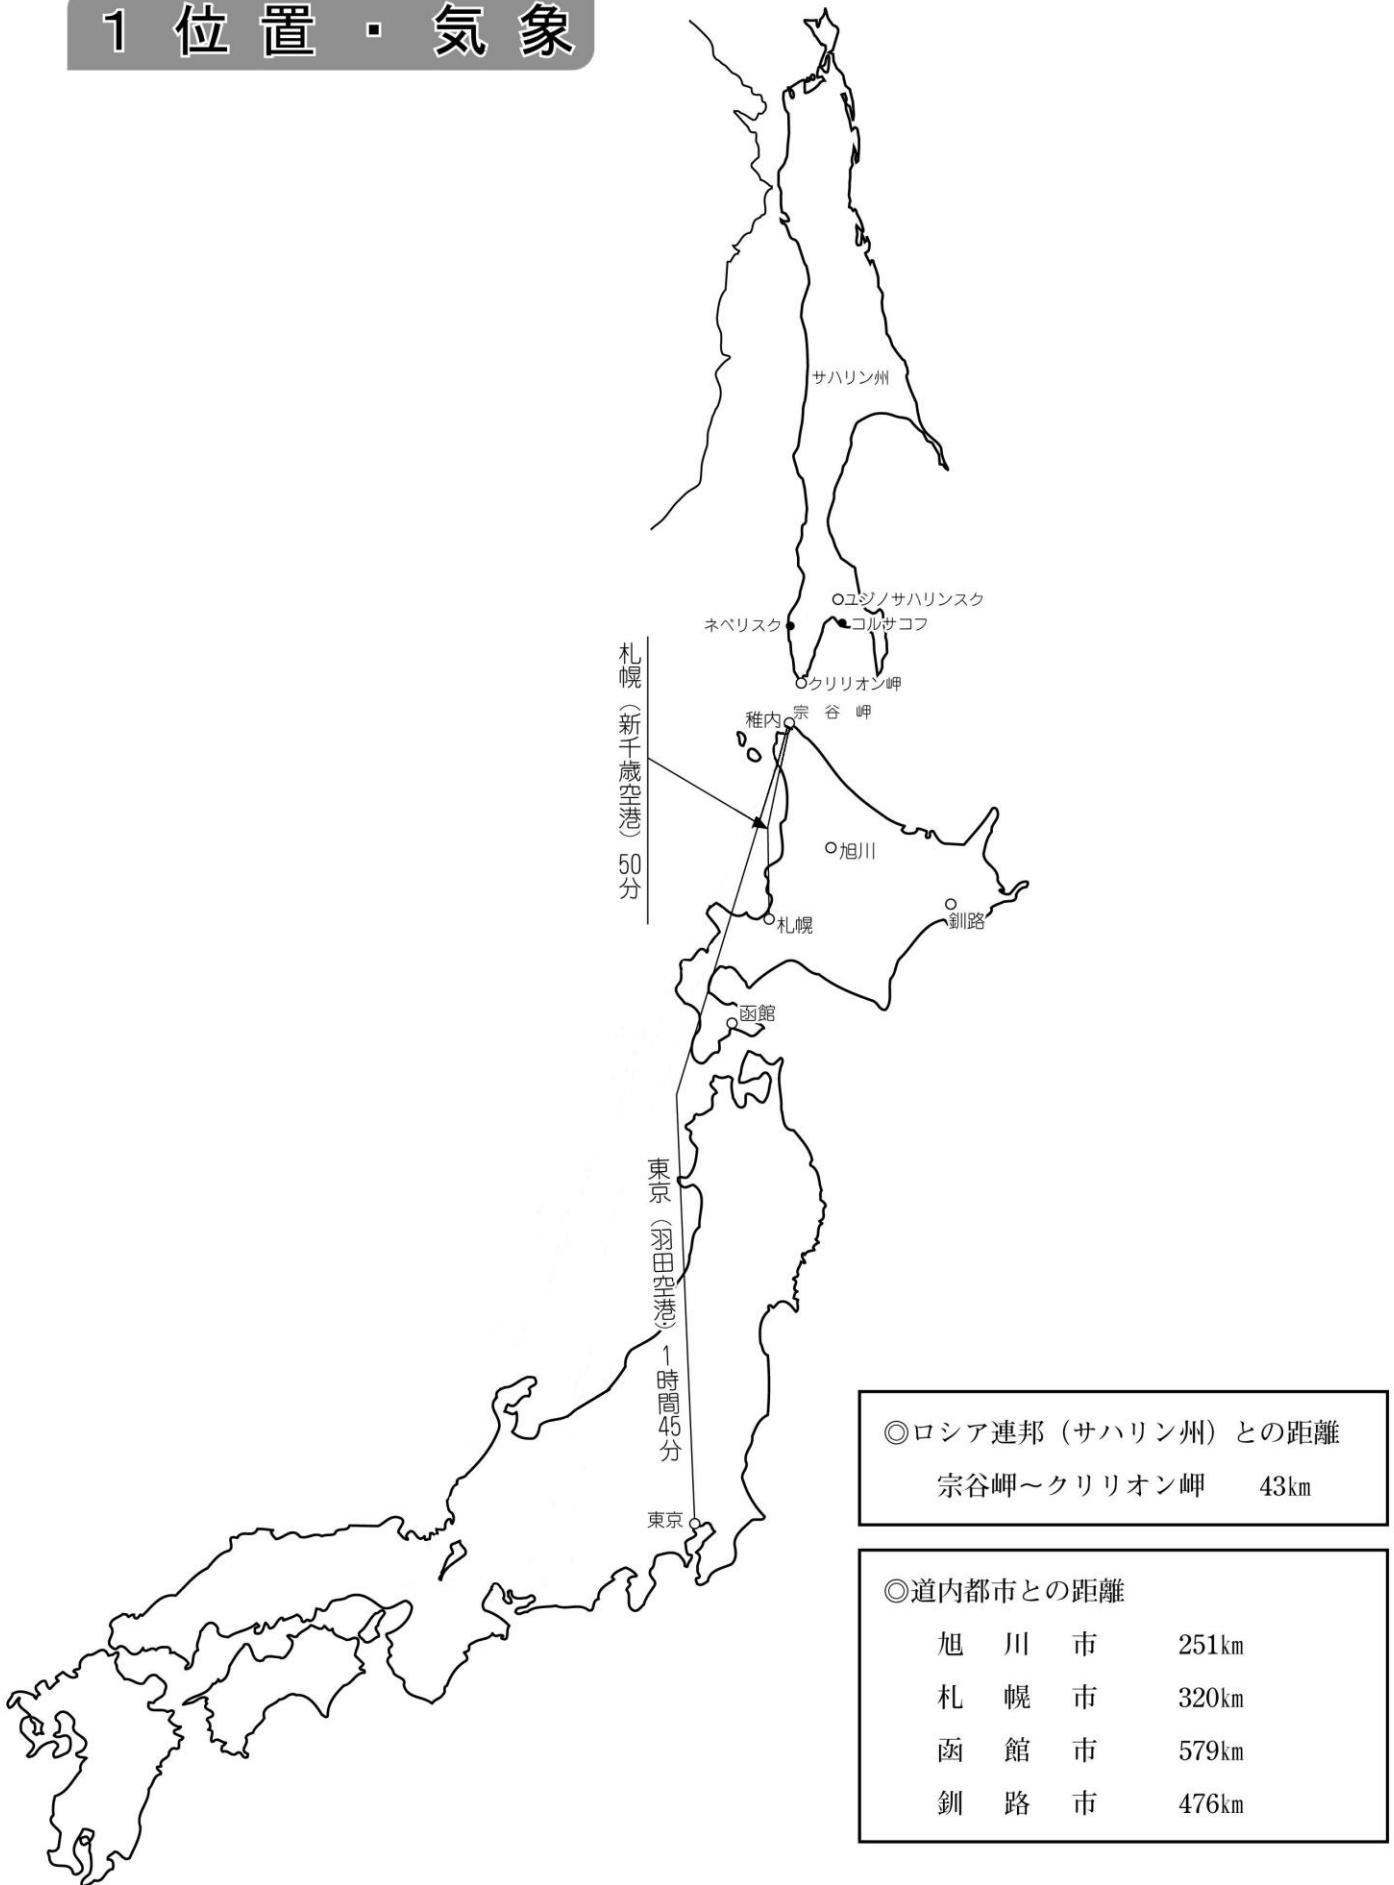 1 位置・気象
サハリン州
ユジノサハリンスク
ネベリスク
コルサコフ
クリリオン岬
宗谷岬
稚内
札幌（新千歳空港）50分
旭川
釧路
札幌
函館
東京（羽田空港）1時間45分
東京
◎ロシア連邦（サハリン州）との距離
宗谷岬～クリリオン岬 43㎞
◎道内都市との距離
旭川市 251㎞
札幌市 320㎞
函館市 579㎞
釧路市 476㎞